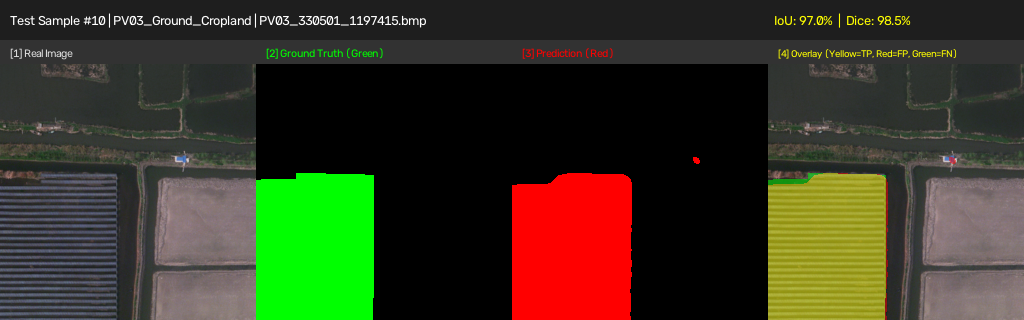 Test Sample #10 | PV03_Ground_Cropland | PV03_330501_1197415.bmp
IoU: 97.0% | Dice: 98.5%
[1] Real Image
[2] Ground Truth (Green)
[3] Prediction (Red)
[4] Overlay (Yellow=TP, Red=FP, Green=FN)